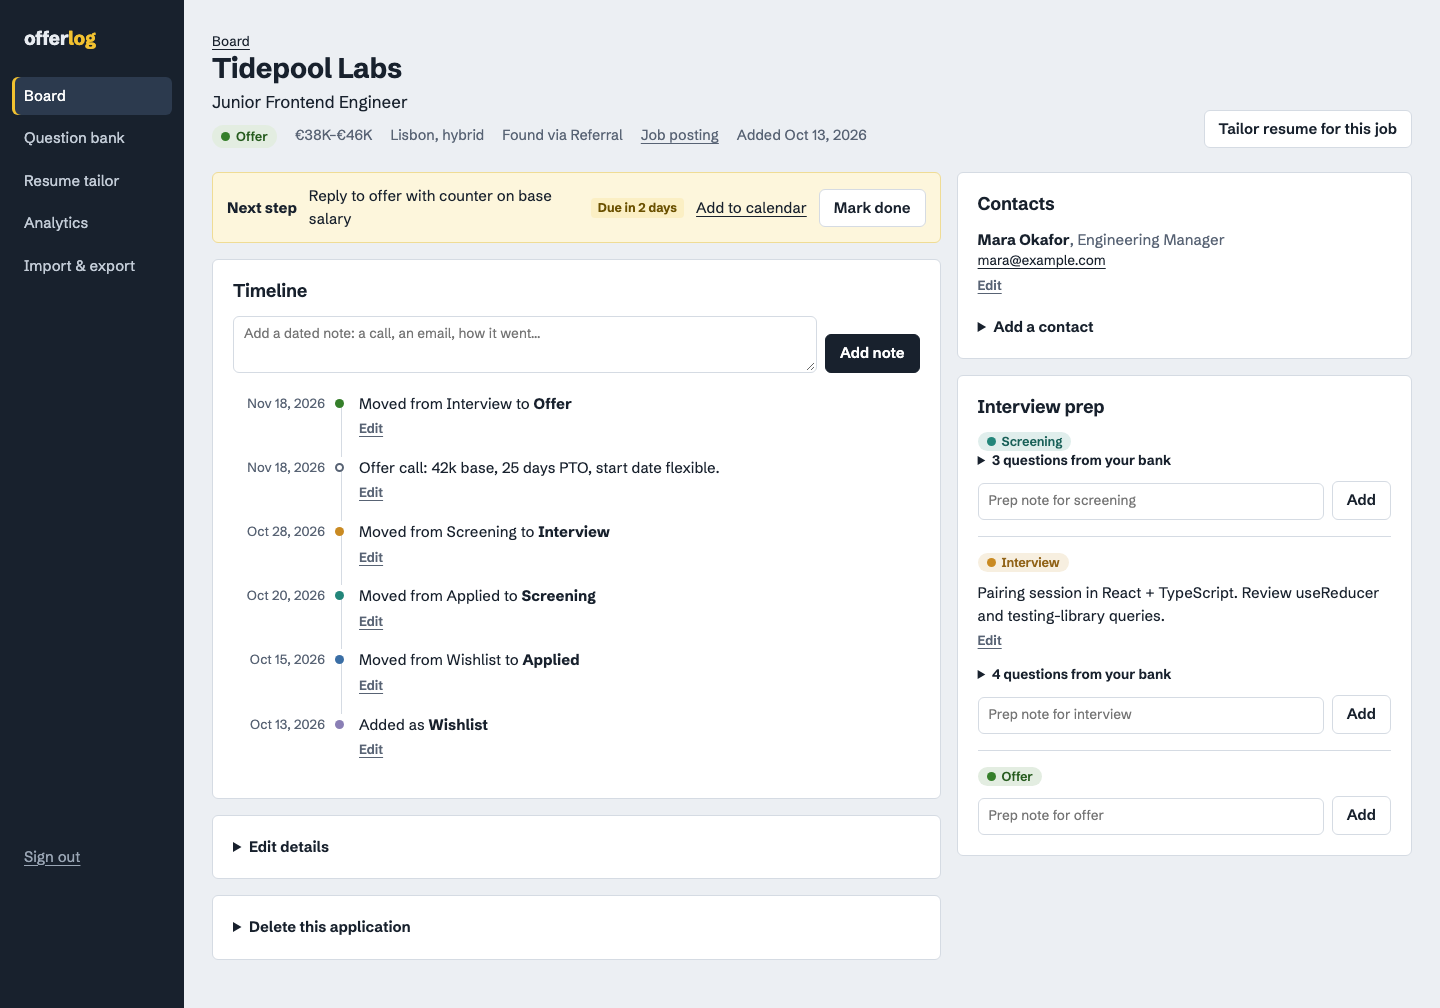 offerlog
Board
Question bank
Resume tailor
Analytics
Import & export
Sign out
Board
Tidepool Labs
Junior Frontend Engineer
Offer €38K–€46K Lisbon, hybrid Found via Referral Job posting Added Oct 13, 2026
Tailor resume for this job
Next step
Reply to offer with counter on base
salary
Due in 2 days
Add to calendar
Mark done
Timeline
Add a dated note: a call, an email, how it went...
Add note
Nov 18, 2026 Moved from Interview to Offer
Edit
Nov 18, 2026 Offer call: 42k base, 25 days PTO, start date flexible.
Edit
Oct 28, 2026 Moved from Screening to Interview
Edit
Oct 20, 2026 Moved from Applied to Screening
Edit
Oct 15, 2026 Moved from Wishlist to Applied
Edit
Oct 13, 2026 Added as Wishlist
Edit
Edit details
Delete this application
Contacts
Mara Okafor, Engineering Manager
mara@example.com
Edit
Add a contact
Interview prep
Screening
3 questions from your bank
Prep note for screening
Add
Interview
Pairing session in React + TypeScript. Review useReducer
and testing-library queries.
Edit
4 questions from your bank
Prep note for interview
Add
Offer
Prep note for offer
Add